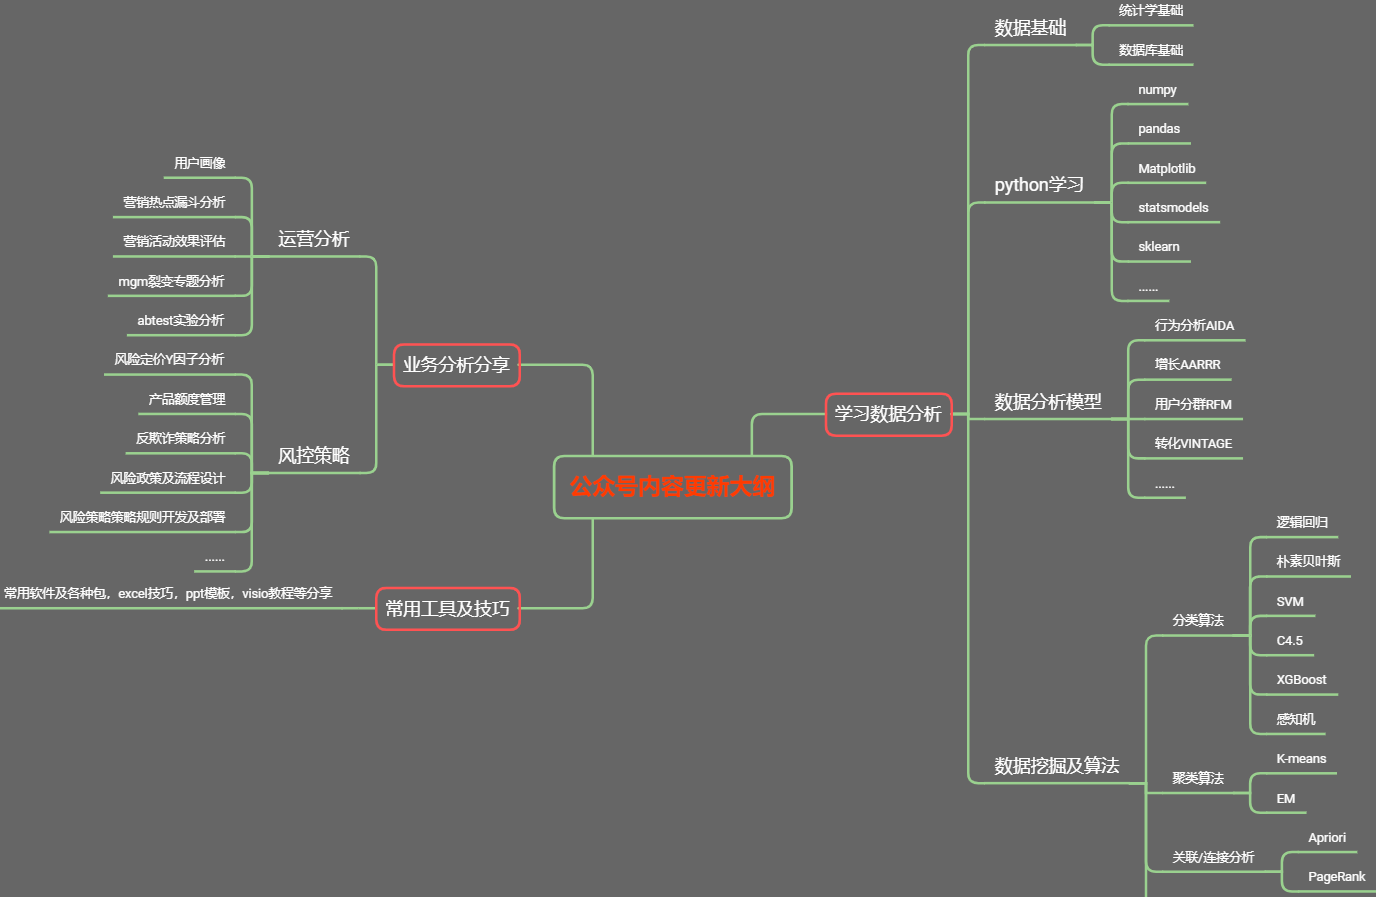 公众号内容更新大纲
学习数据分析
数据基础
统计学基础
数据库基础
python学习
numpy
pandas
Matplotlib
statsmodels
sklearn
......
数据分析模型
行为分析AIDA
增长AARRR
用户分群RFM
转化VINTAGE
......
数据挖掘及算法
分类算法
逻辑回归
朴素贝叶斯
SVM
C4.5
XGBoost
感知机
聚类算法
K-means
EM
关联/连接分析
Apriori
PageRank
业务分析分享
运营分析
用户画像
营销热点漏斗分析
营销活动效果评估
mgm裂变专题分析
abtest实验分析
风控策略
风险定价Y因子分析
产品额度管理
反欺诈策略分析
风险政策及流程设计
风险策略策略规则开发及部署
......
常用工具及技巧
常用软件及各种包，excel技巧，ppt模板，visio教程等分享